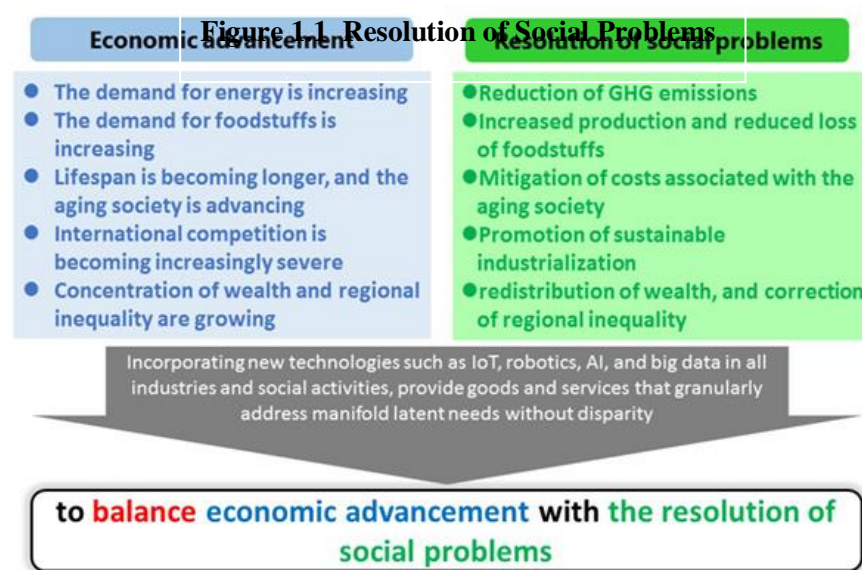 Figure 1.1 Resolution of Social Problems
Economic advancement
● The demand for energy is increasing
● The demand for foodstuffs is
increasing
● Lifespan is becoming longer, and the
aging society is advancing
● International competition is
becoming increasingly severe
● Concentration of wealth and regional
inequality are growing
Resolution of social problems
●Reduction of GHG emissions
●Increased production and reduced loss
of foodstuffs
●Mitigation of costs associated with the
aging society
●Promotion of sustainable
industrialization
●redistribution of wealth, and correction
of regional inequality
Incorporating new technologies such as IoT, robotics, AI, and big data in all
industries and social activities, provide goods and services that granularly
address manifold latent needs without disparity
to balance economic advancement with the resolution of
social problems